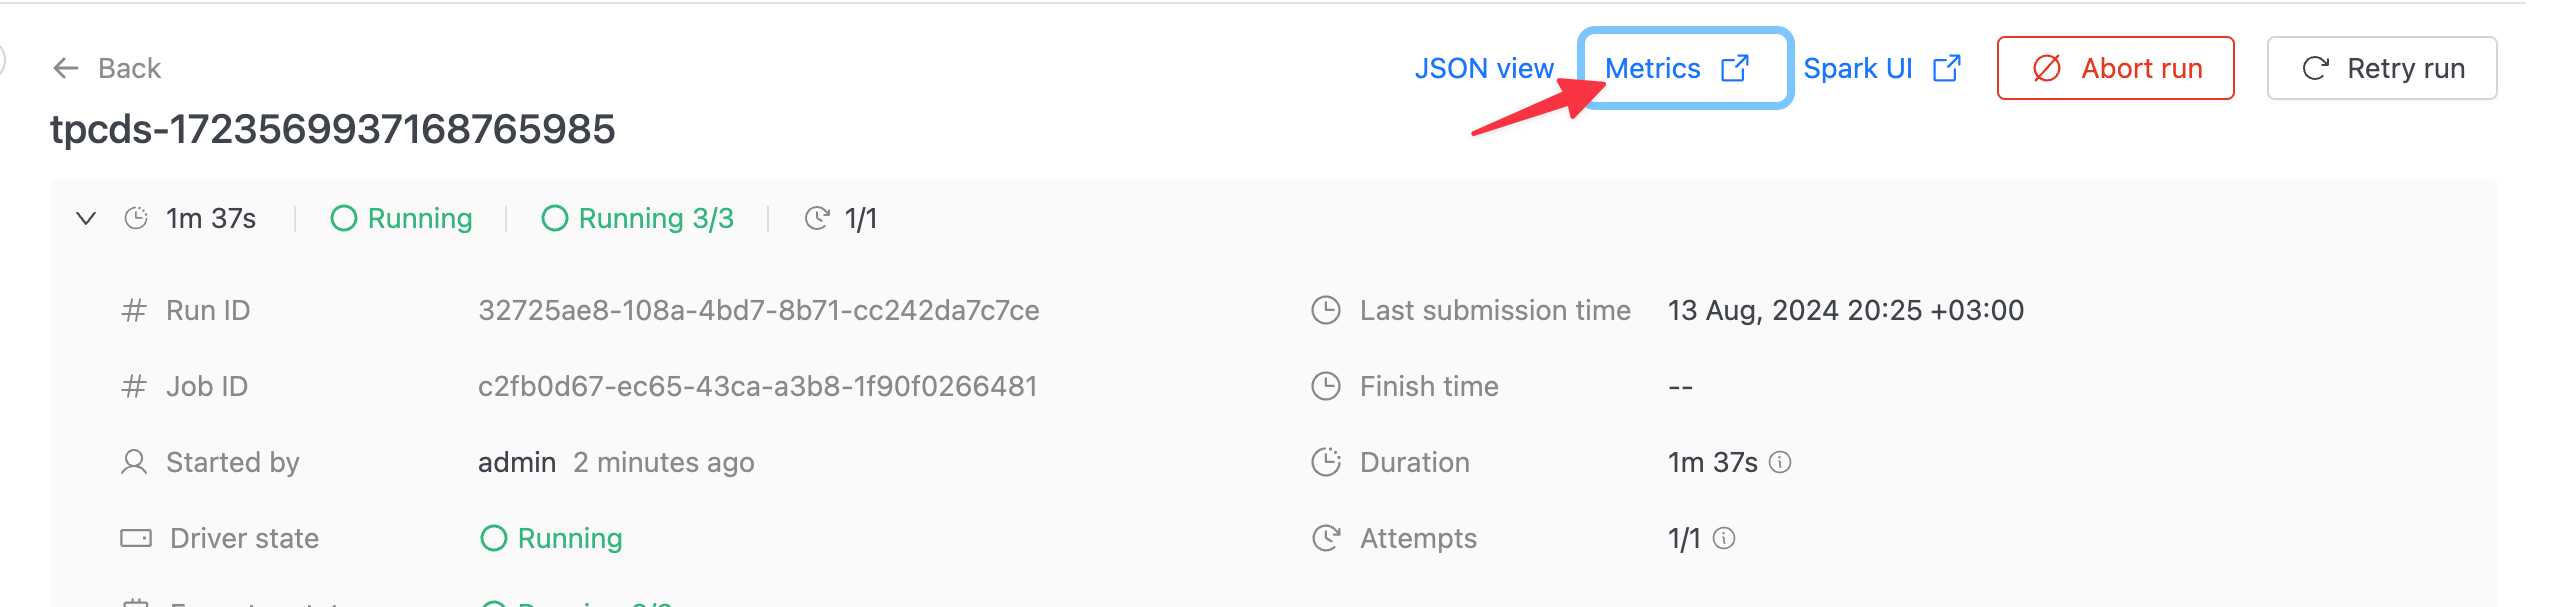 Back JSON view Metrics Spark UI Abort run Retry run
tpcds-1723569937168765985
1m 37s Running Running 3/3 1/1
Run ID 32725ae8-108a-4bd7-8b71-cc242da7c7ce Last submission time 13 Aug, 2024 20:25 +03:00
Job ID c2fb0d67-ec65-43ca-a3b8-1f90f0266481 Finish time --
Started by admin 2 minutes ago Duration 1m 37s
Driver state Running Attempts 1/1